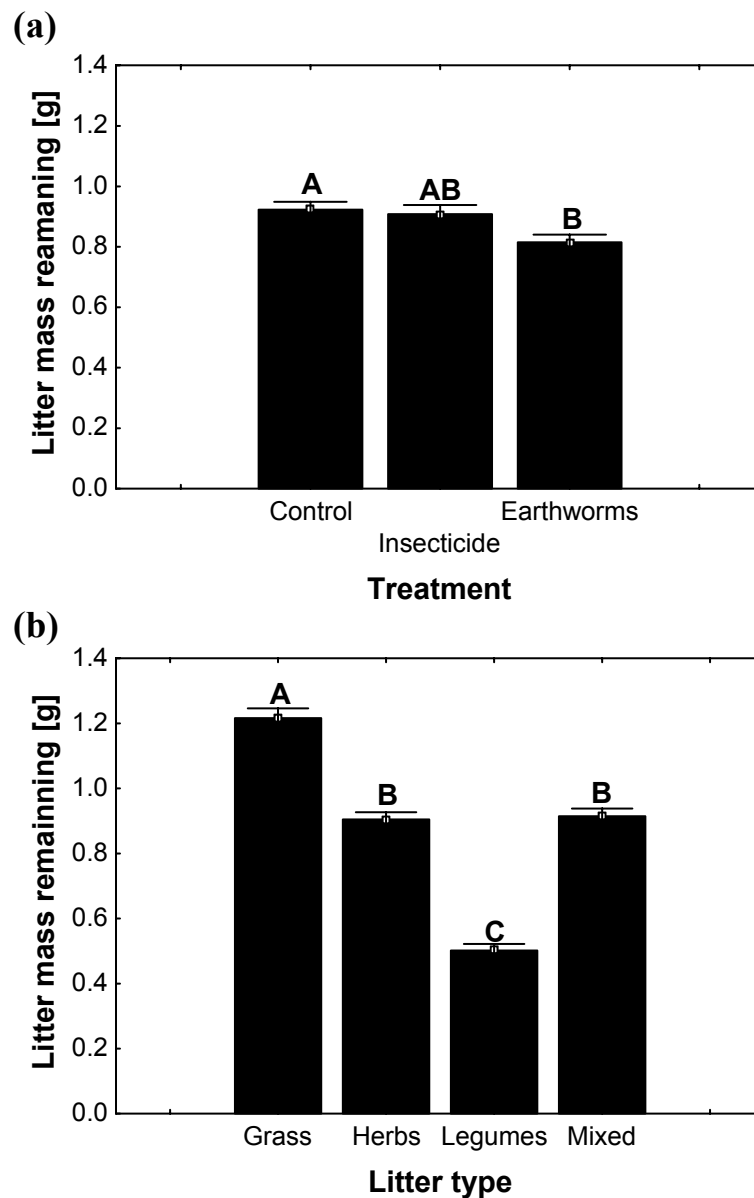 (a)
Litter mass reamaning [g]
1.4
1.2
1.0
0.8
0.6
0.4
0.2
0.0
A
AB
B
Control
Earthworms
Insecticide
Treatment
(b)
Litter mass remainning [g]
1.4
1.2
1.0
0.8
0.6
0.4
0.2
0.0
A
B
C
B
Grass Herbs Legumes Mixed
Litter type